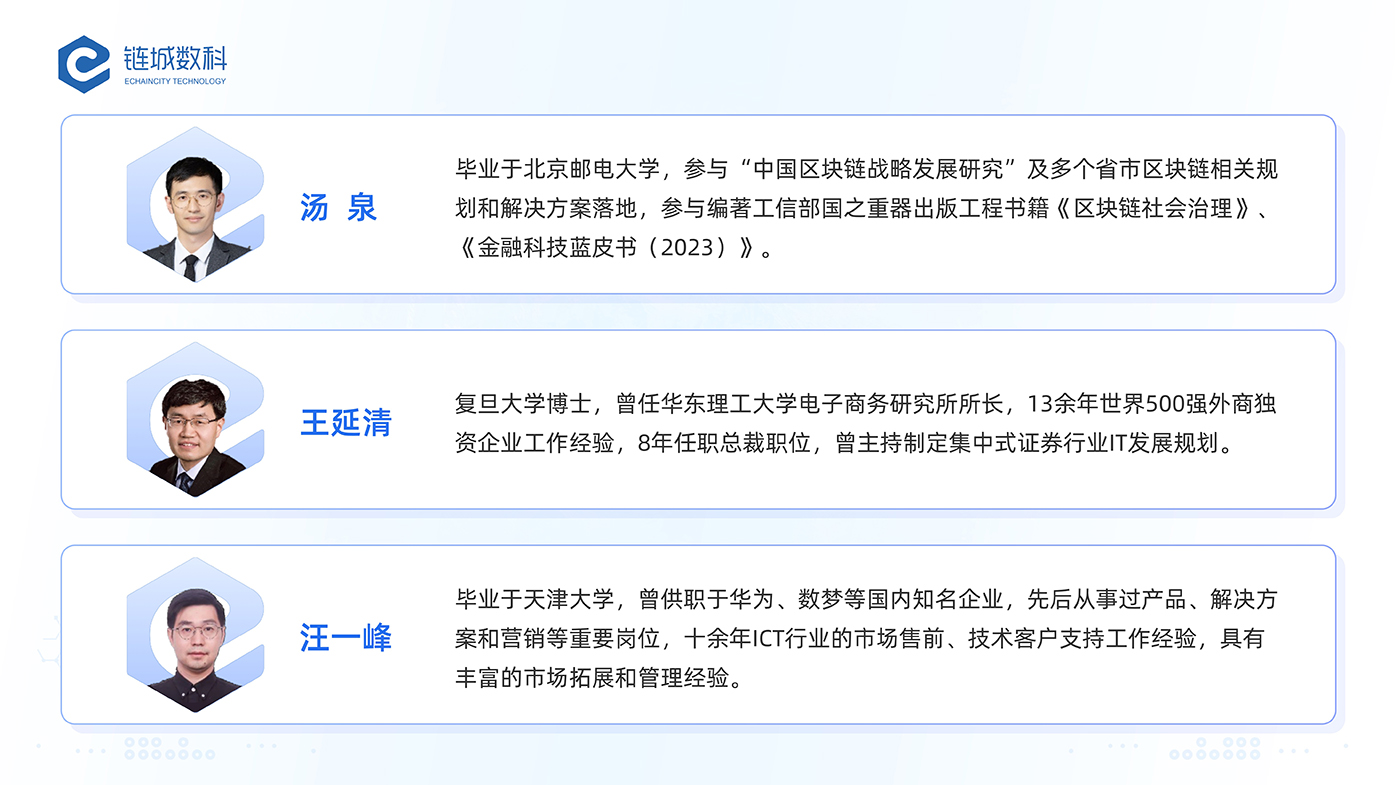 链城数科
ECHAINCITY TECHNOLOGY
汤 泉
毕业于北京邮电大学，参与“中国区块链战略发展研究”及多个省市区块链相关规
划和解决方案落地，参与编著工信部国之重器出版工程书籍《区块链社会治理》、
《金融科技蓝皮书（2023）》。
王延清
复旦大学博士，曾任华东理工大学电子商务研究所所长，13余年世界500强外商独
资企业工作经验，8年任职总裁职位，曾主持制定集中式证券行业IT发展规划。
汪一峰
毕业于天津大学，曾供职于华为、数梦等国内知名企业，先后从事过产品、解决方
案和营销等重要岗位，十余年ICT行业的市场售前、技术客户支持工作经验，具有
丰富的市场拓展和管理经验。